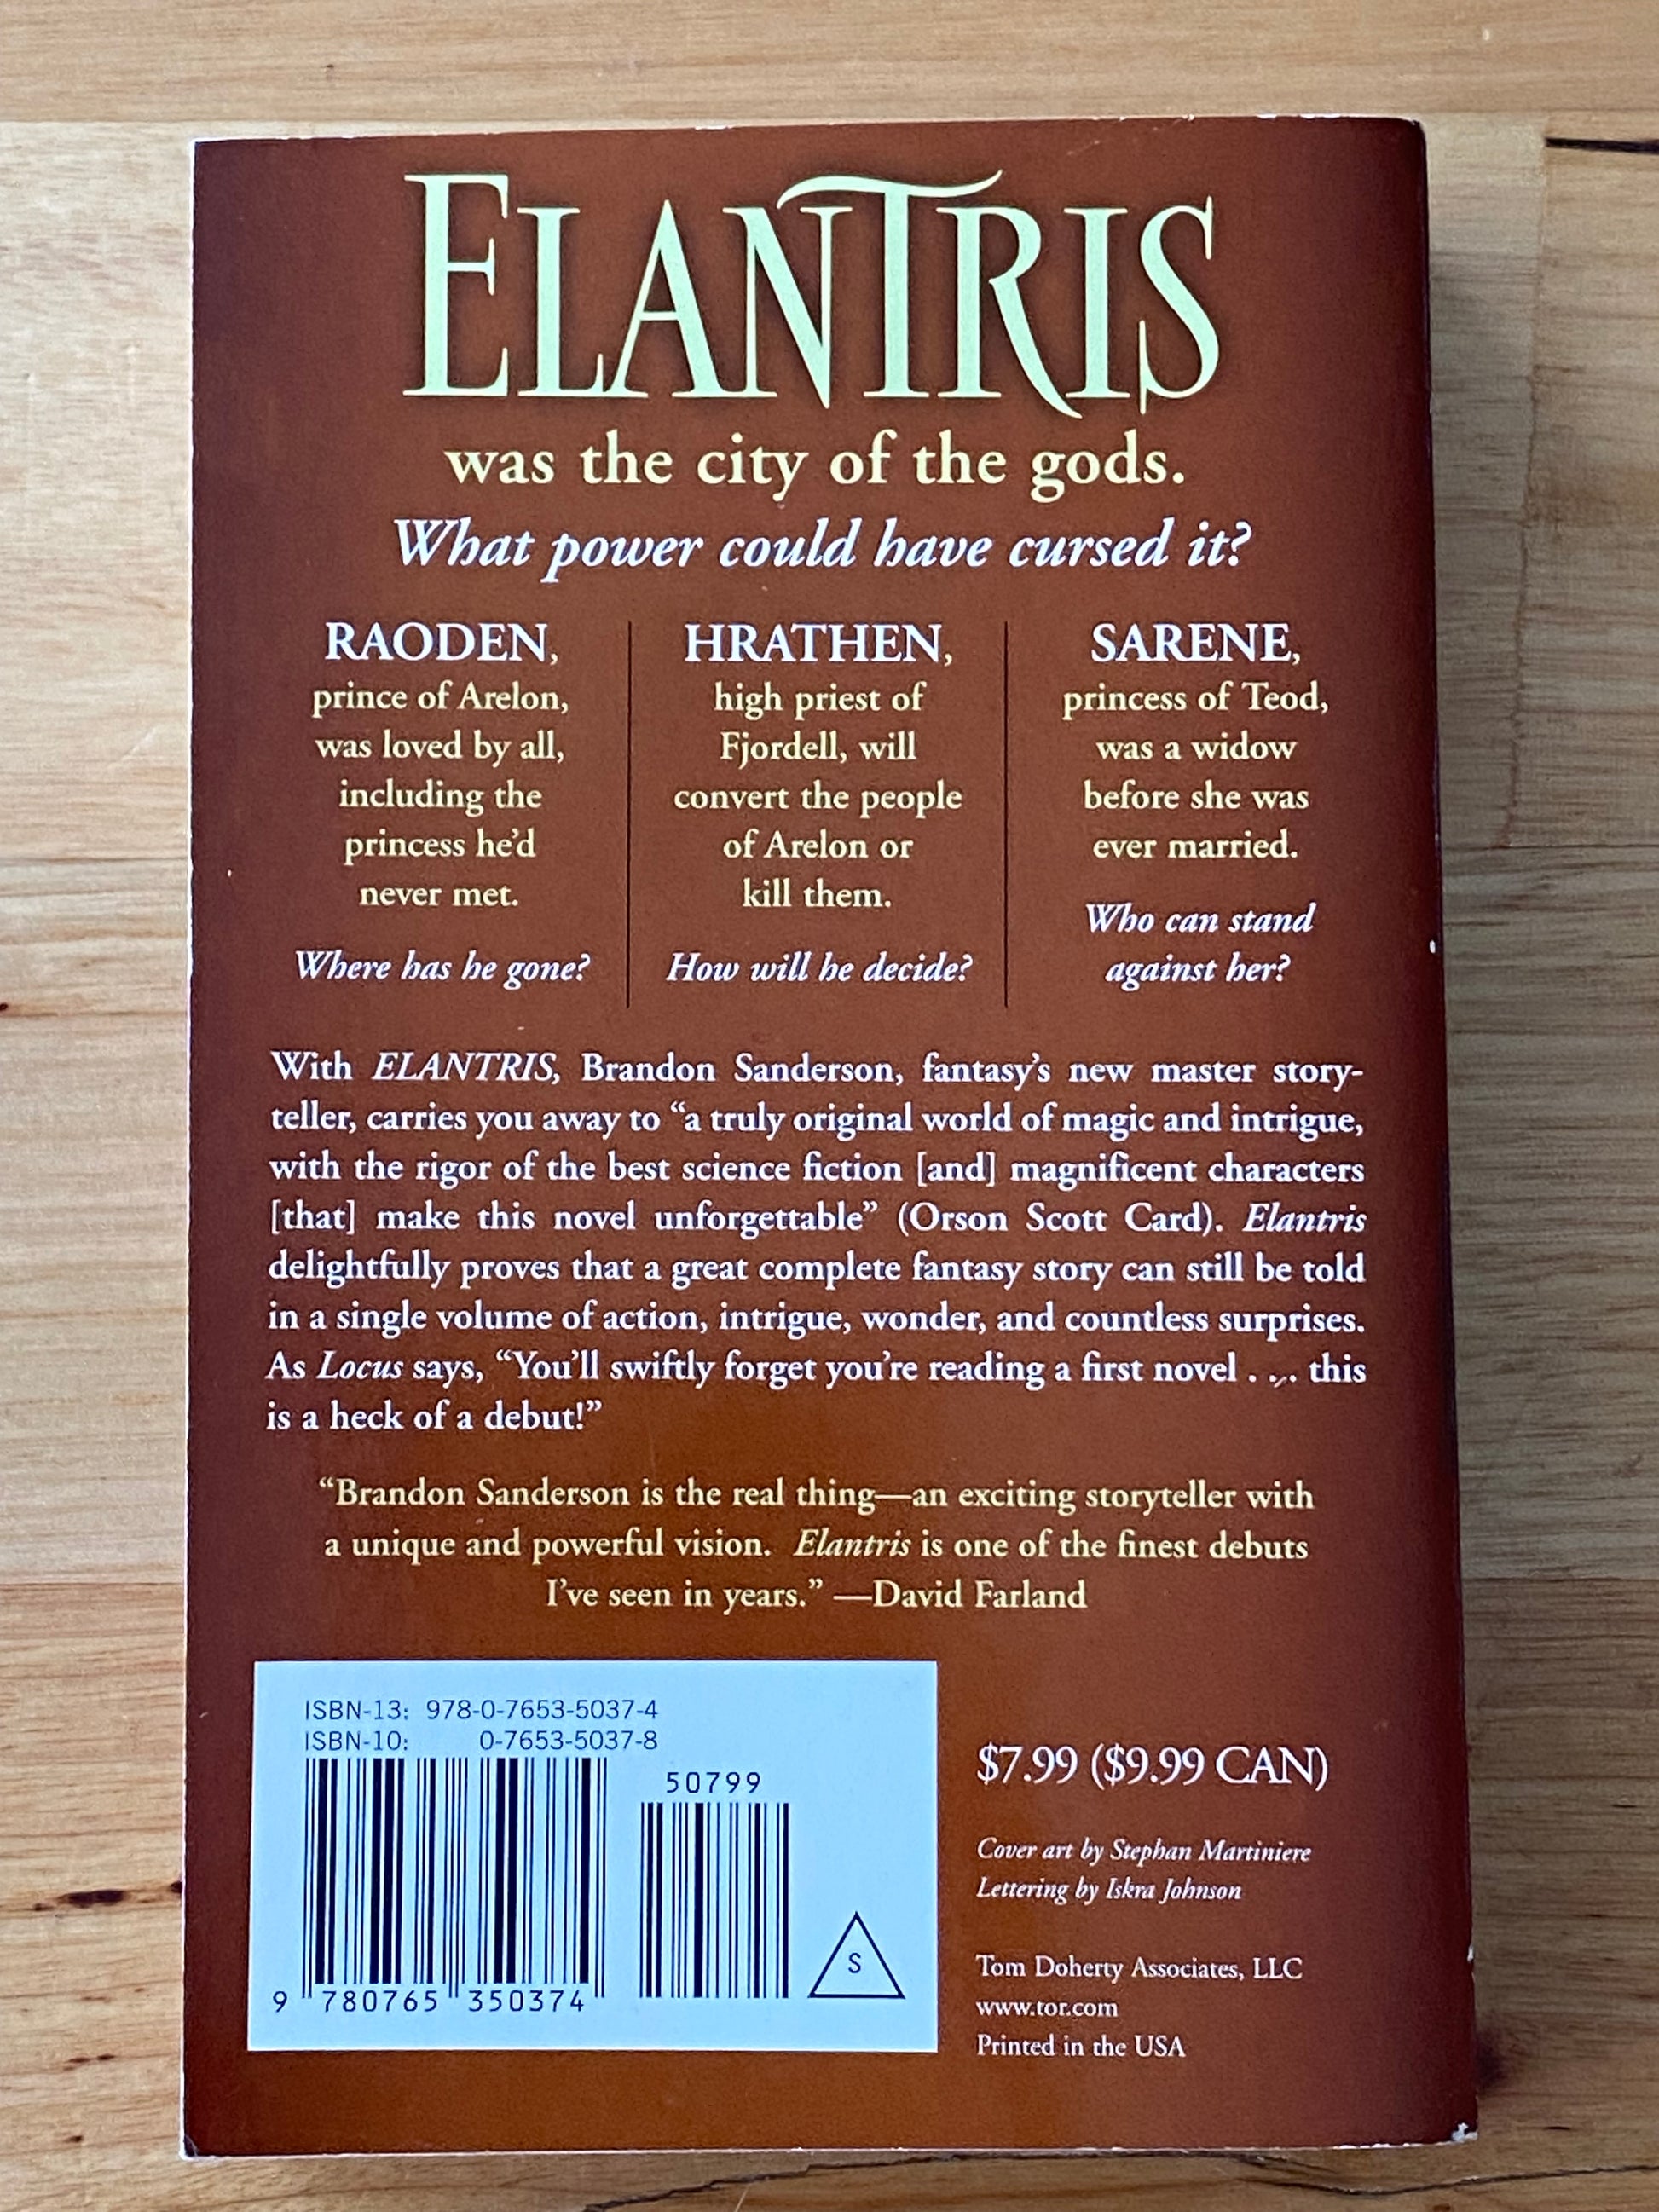 ELANTRIS
was the city of the gods.
What power could have cursed it?
RAODEN,
prince of Arelon,
was loved by all,
including the
princess he'd
never met.
Where has he gone?
HRATHEN,
high priest of
Fjordell, will
convert the people
of Arelon or
kill them.
How will he decide?
SARENE,
princess of Teod,
was a widow
before she was
ever married.
Who can stand
against her?
With ELANTRIS, Brandon Sanderson, fantasy's new master story-
teller, carries you away to “a truly original world of magic and intrigue,
with the rigor of the best science fiction [and] magnificent characters
[that] make this novel unforgettable” (Orson Scott Card). Elantris
delightfully proves that a great complete fantasy story can still be told
in a single volume of action, intrigue, wonder, and countless surprises.
As Locus says, “You'll swiftly forget you're reading a first novel . . . this
is a heck of a debut!”
“Brandon Sanderson is the real thing—an exciting storyteller with
a unique and powerful vision. Elantris is one of the finest debuts
I've seen in years.” —David Farland
ISBN-13: 978-0-7653-5037-4
ISBN-10: 0-7653-5037-8
50799
9 780765 350374
S
$7.99 ($9.99 CAN)
Cover art by Stephan Martiniere
Lettering by Iskra Johnson
Tom Doherty Associates, LLC
www.tor.com
Printed in the USA